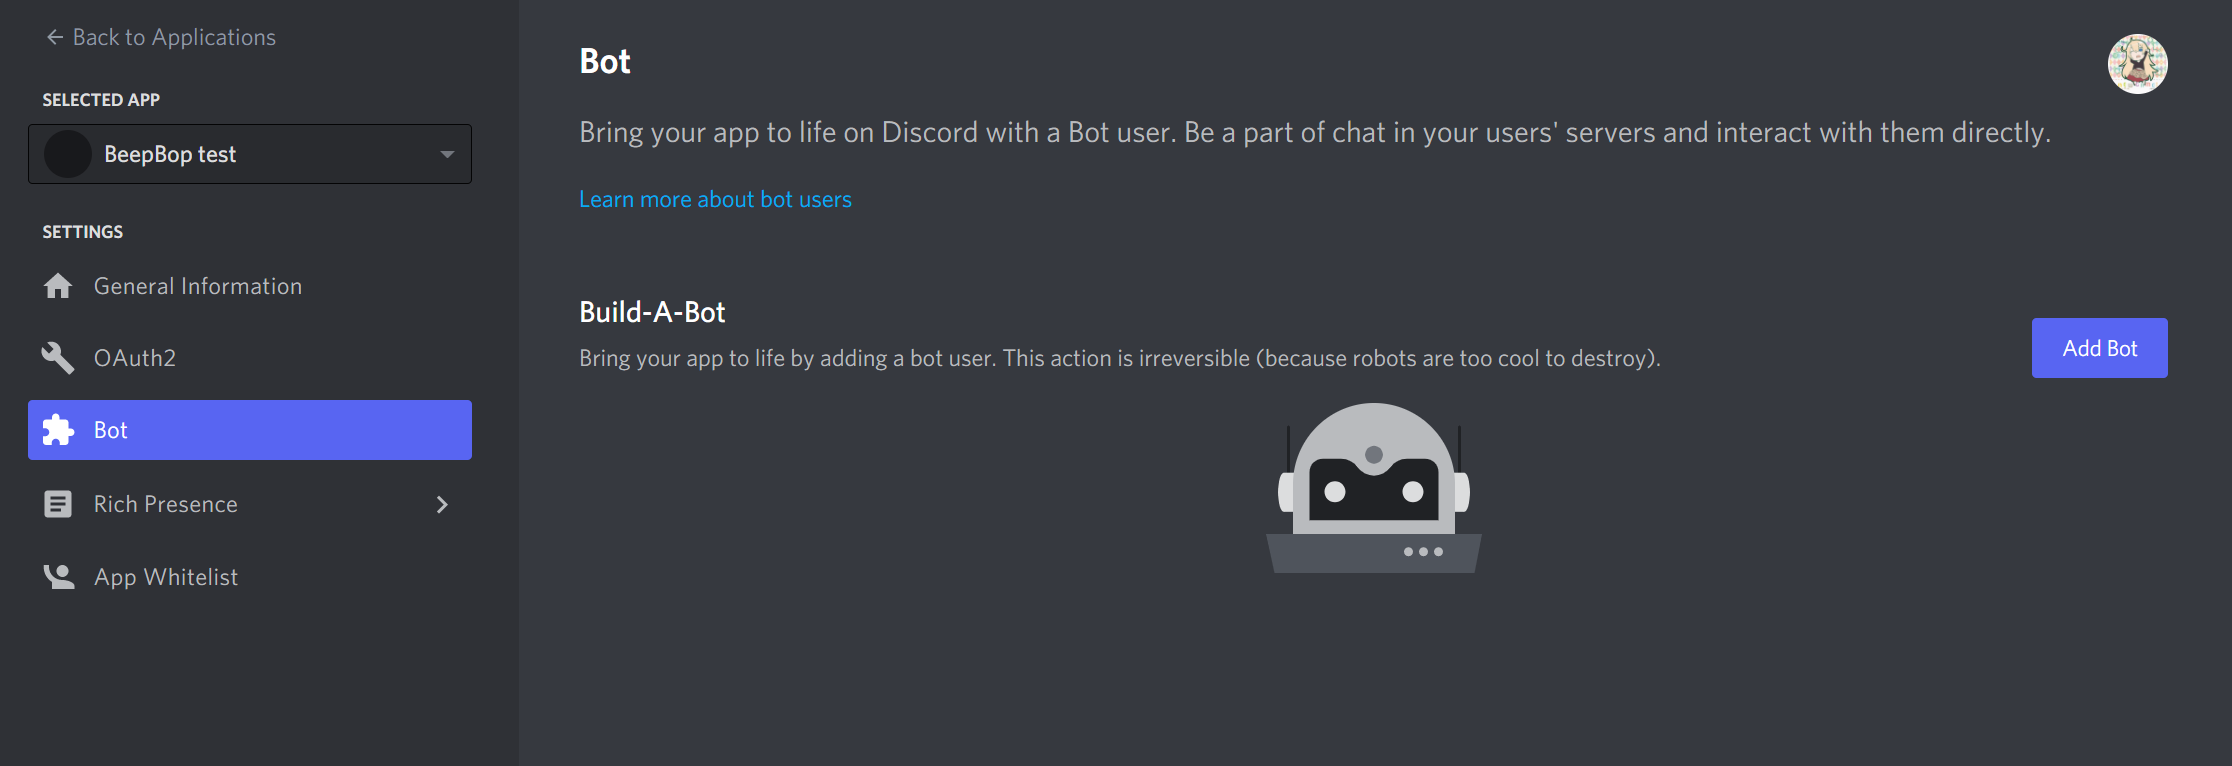 Back to Applications
SELECTED APP
BeepBop test
SETTINGS
General Information
OAuth2
Bot
Rich Presence
App Whitelist
Bot
Bring your app to life on Discord with a Bot user. Be a part of chat in your users' servers and interact with them directly.
Learn more about bot users
Build-A-Bot
Bring your app to life by adding a bot user. This action is irreversible (because robots are too cool to destroy).
Add Bot